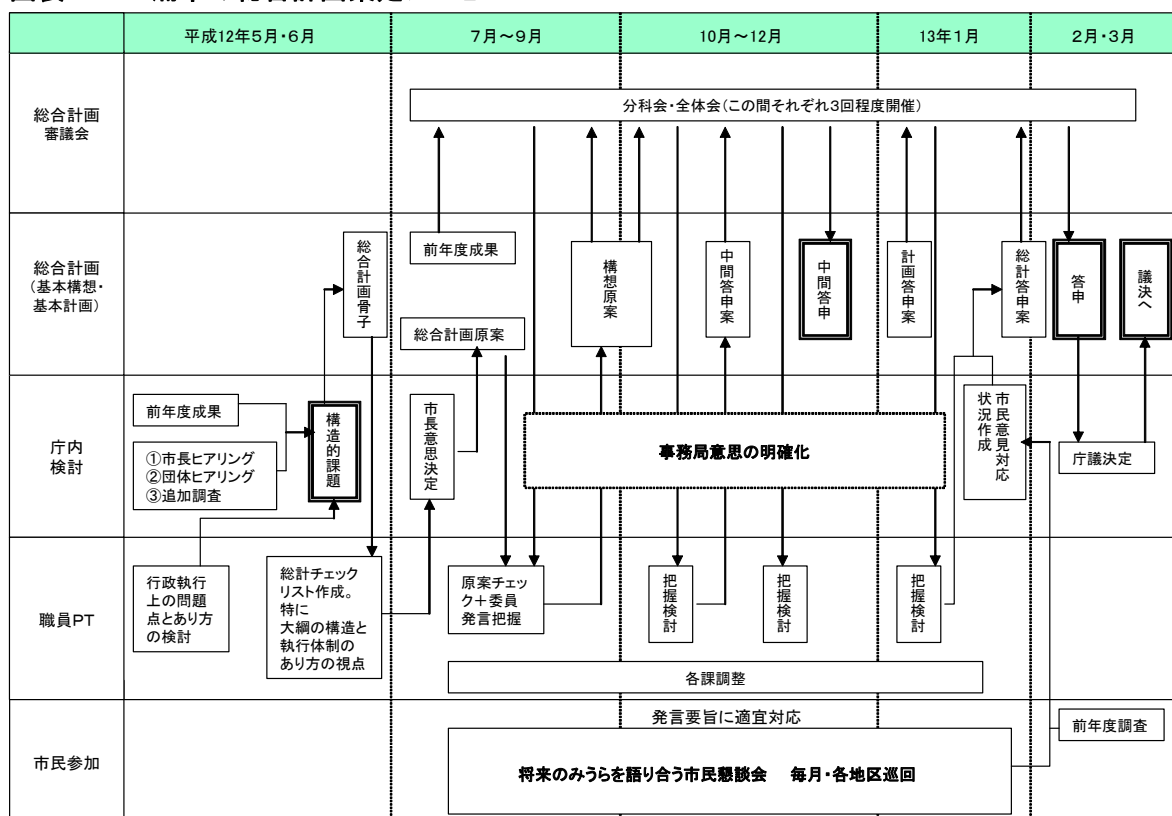 平成12年5月・6月
7月～9月
10月～12月
13年1月
2月・3月
総合計画
審議会
分科会・全体会(この間それぞれ3回程度開催)
総合計画
(基本構想・
基本計画)
総合計画骨子
前年度成果
総合計画原案
構想原案
中間答申案
中間答申
計画答申案
総計答申案
答申
議決へ
庁内
検討
前年度成果
①市長ヒアリング
②団体ヒアリング
③追加調査
構造的課題
市長意思決定
事務局意思の明確化
市民意見対応
状況作成
庁議決定
職員PT
行政執行
上の問題
点とあり方
の検討
総計チェック
リスト作成。
特に
大綱の構造と
執行体制の
あり方の視点
原案チェッ
ク＋委員
発言把握
把握検討
把握検討
把握検討
各課調整
市民参加
発言要旨に適宜対応
将来のみうらを語り合う市民懇談会　毎月・各地区巡回
前年度調査